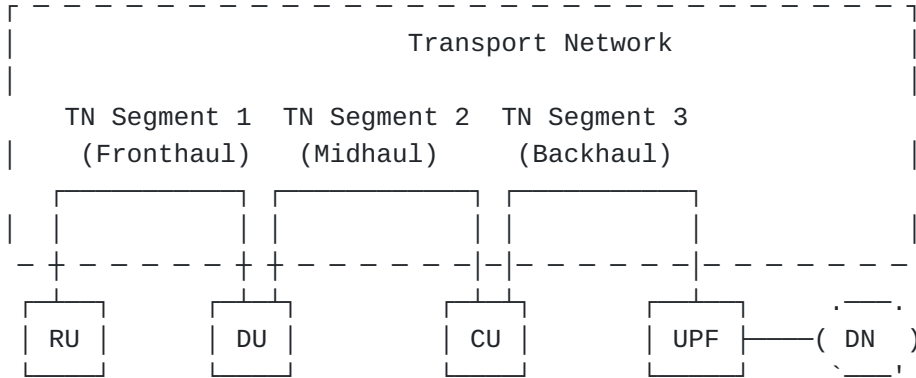 Transport Network
TN Segment 1 TN Segment 2 TN Segment 3
(Fronthaul) (Midhaul) (Backhaul)
RU DU CU UPF DN